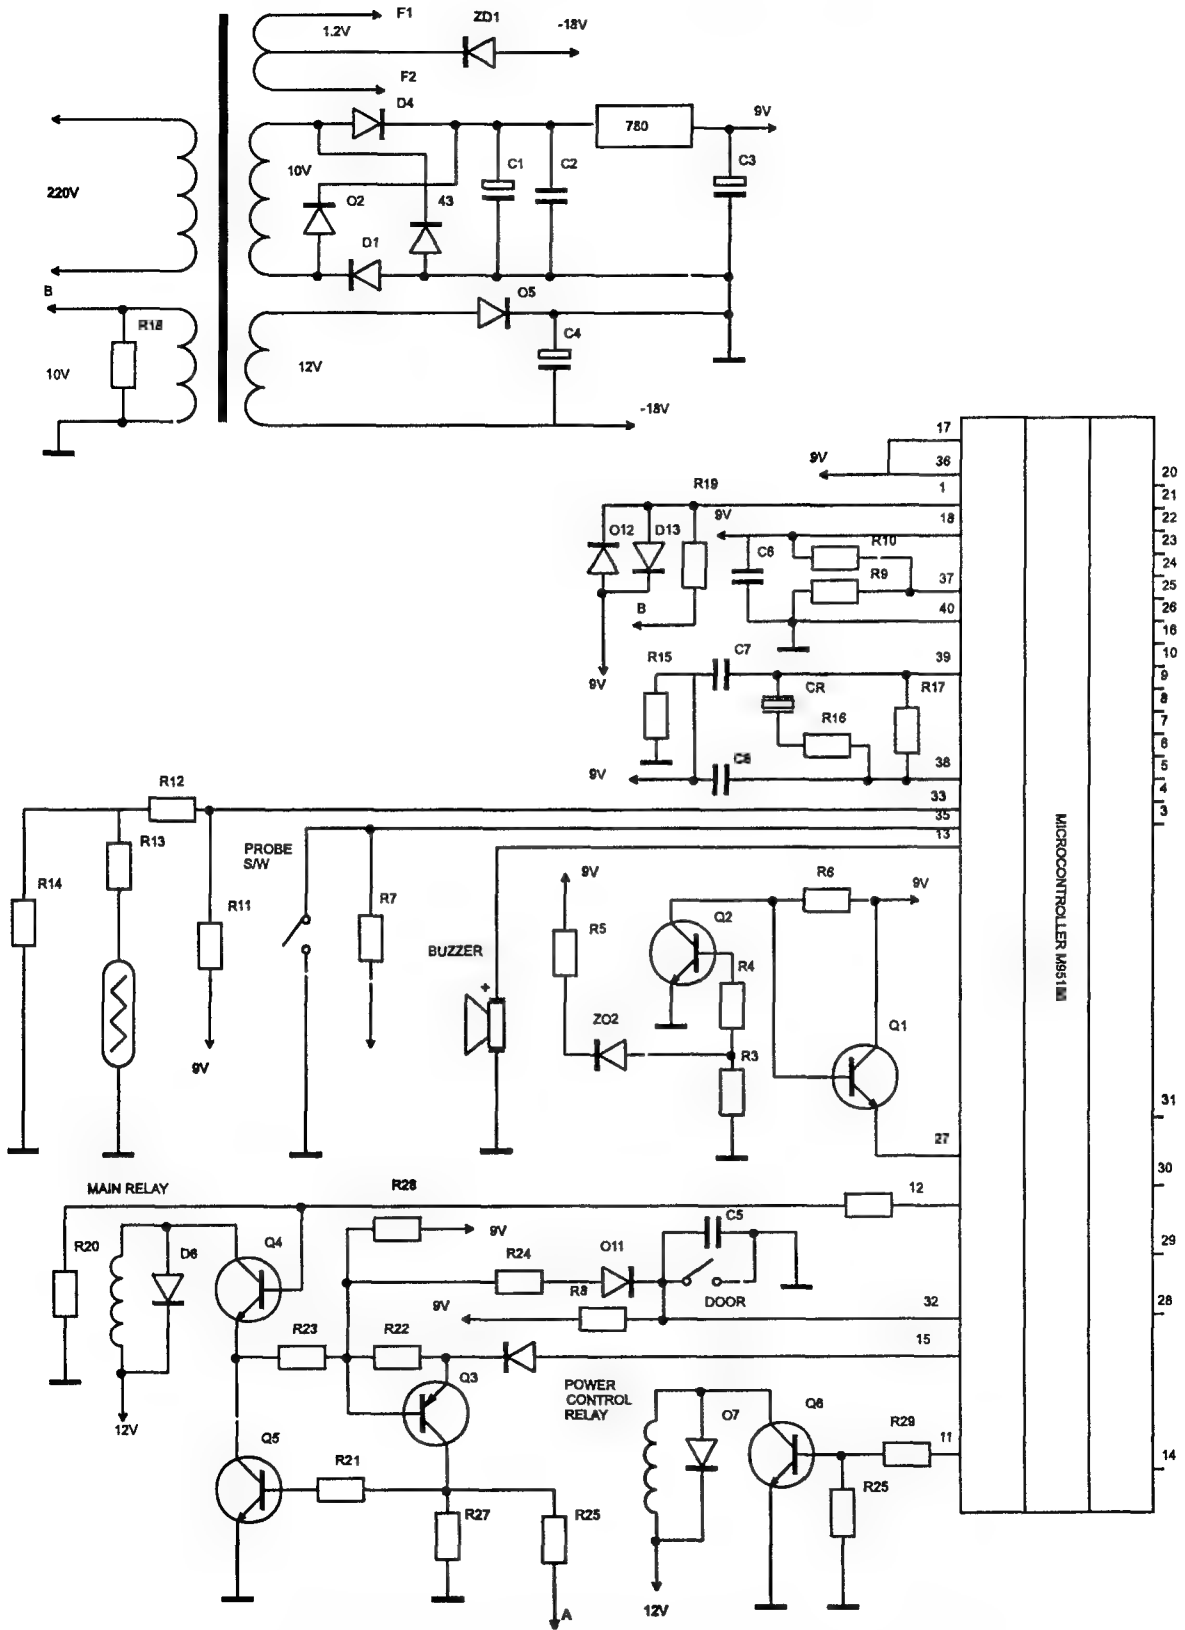 F1
ZD1
-18V
1.2V
F2
D4
780
9V
10V
C1
C2
C3
220V
O2
43
D1
B
R18
O5
C4
10V
12V
-18V
17
9V
36
20
R19
1
21
9V
18
22
O12
D13
R10
23
C6
24
R9
37
25
B
40
26
16
C7
10
R15
39
9
9V
CR
R17
8
7
R16
6
9V
C8
38
5
R12
33
4
35
3
R13
PROBE
S/W
13
R14
9V
R6
9V
R11
R7
Q2
R5
BUZZER
R4
+
ZO2
Q1
R3
9V
MICROCONTROLLER M951
31
27
30
MAIN RELAY
R28
12
C5
R20
D6
Q4
9V
29
R24
O11
R8
DOOR
9V
32
28
R23
R22
15
Q3
POWER
CONTROL
RELAY
12V
O7
Q6
Q5
R29
11
R21
14
R27
R25
R25
12V
A